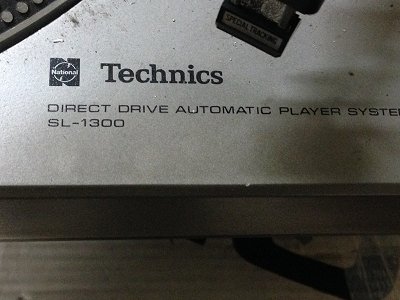 SPECIAL TRACKING
National Technics
DIRECT DRIVE AUTOMATIC PLAYER SYSTE
SL-1300